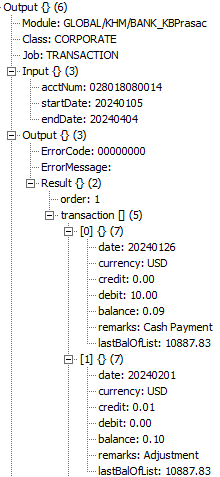 Output {} (6)
Module: GLOBAL/KHM/BANK_KBPrasac
Class: CORPORATE
Job: TRANSACTION
Input {} (3)
acctNum: 028018080014
startDate: 20240105
endDate: 20240404
Output {} (3)
ErrorCode: 00000000
ErrorMessage:
Result {} (2)
order: 1
transaction [] (5)
[0] {} (7)
date: 20240126
currency: USD
credit: 0.00
debit: 10.00
balance: 0.09
remarks: Cash Payment
lastBalOfList: 10887.83
[1] {} (7)
date: 20240201
currency: USD
credit: 0.01
debit: 0.00
balance: 0.10
remarks: Adjustment
lastBalOfList: 10887.83